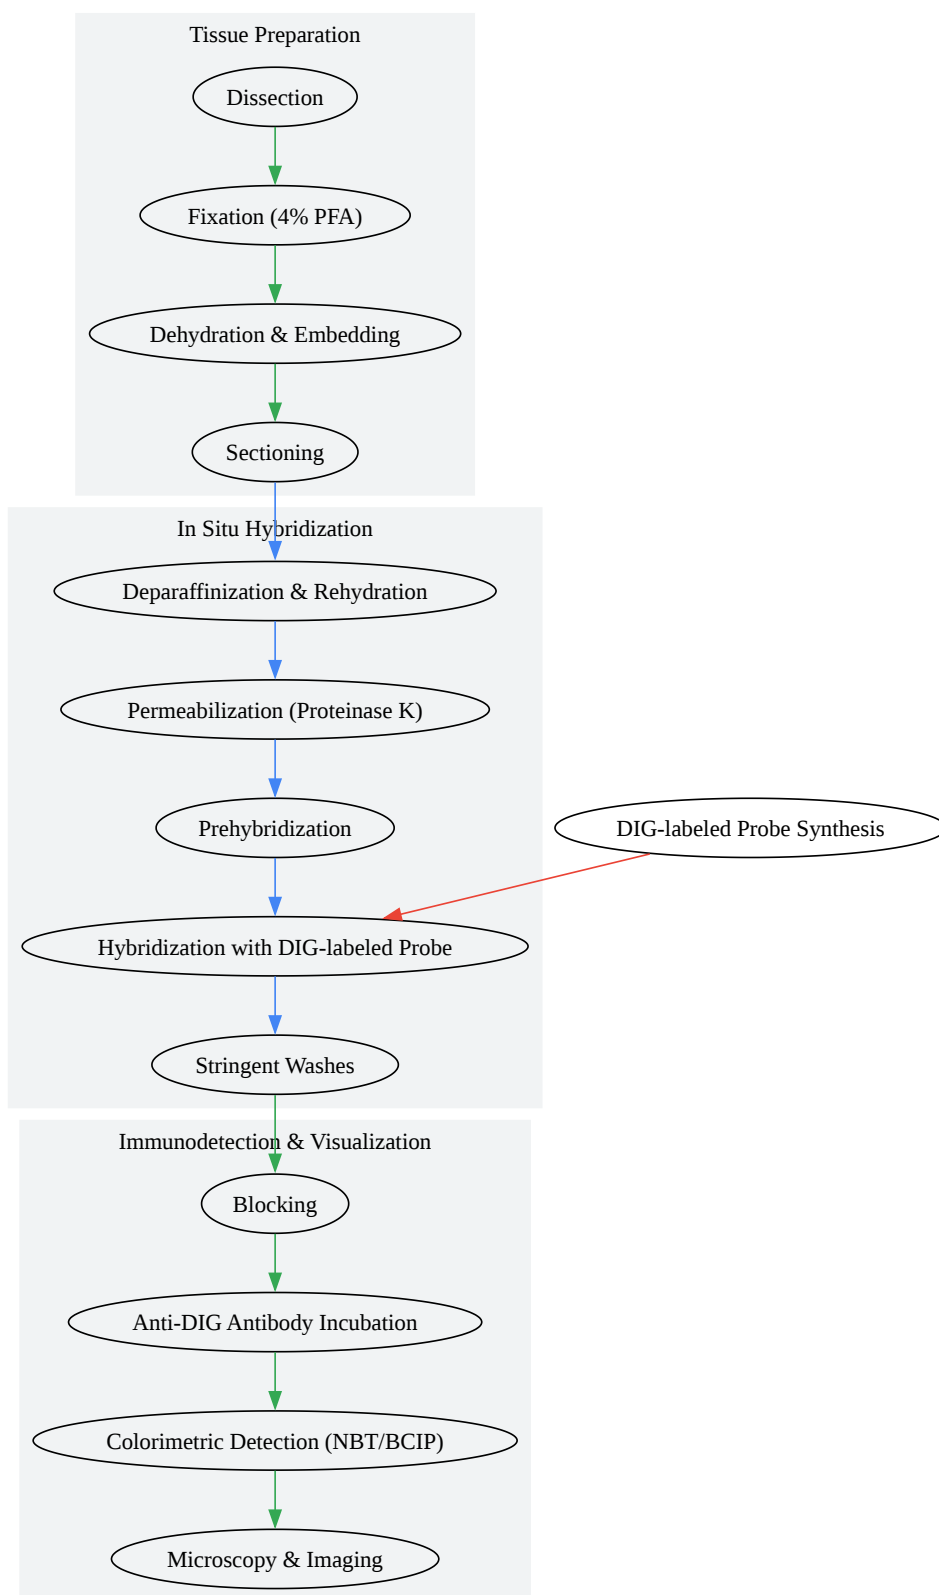 Tissue Preparation
Dissection
Fixation (4% PFA)
Dehydration & Embedding
Sectioning
In Situ Hybridization
Deparaffinization & Rehydration
Permeabilization (Proteinase K)
Prehybridization
DIG-labeled Probe Synthesis
Hybridization with DIG-labeled Probe
Stringent Washes
Immunodetection & Visualization
Blocking
Anti-DIG Antibody Incubation
Colorimetric Detection (NBT/BCIP)
Microscopy & Imaging